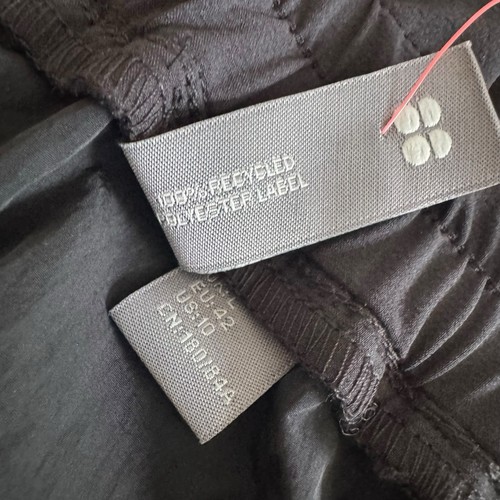 100% RECYCLED
POLYESTER LABEL
EU: 42
US: 10
CN: 180/84A